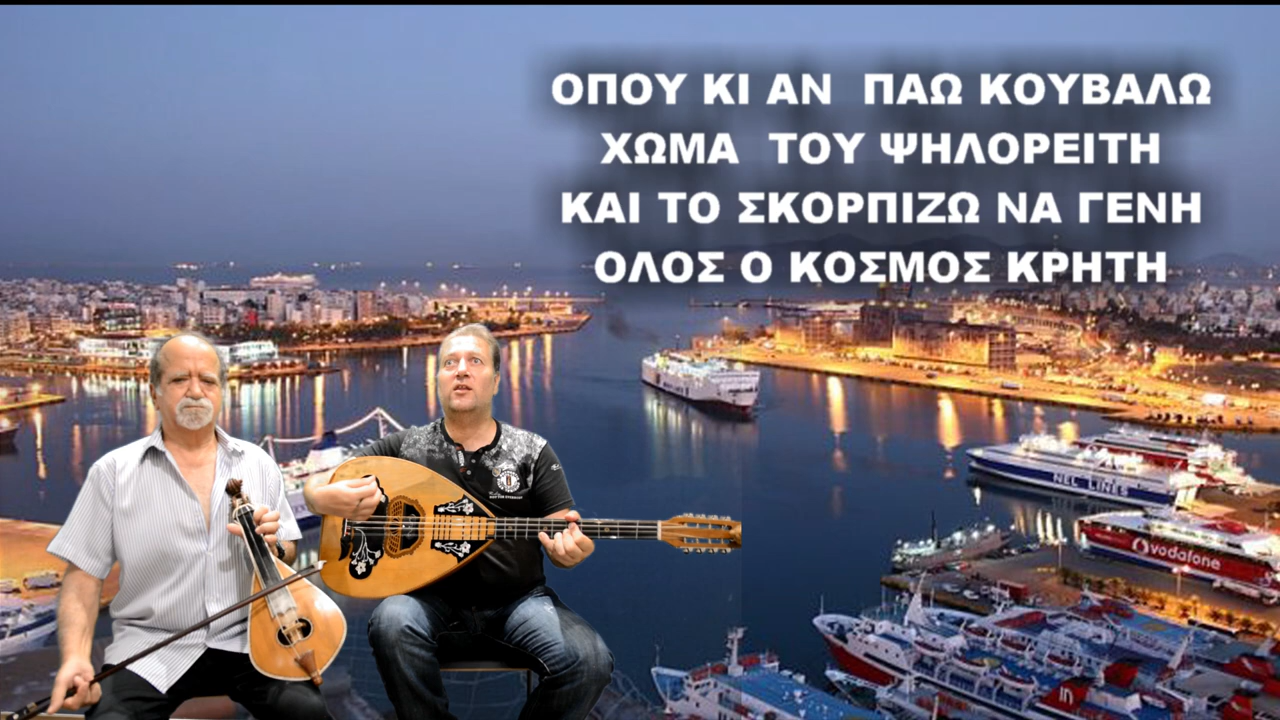 ΟΠΟΥ ΚΙ ΑΝ ΠΑΩ ΚΟΥΒΑΛΩ
ΧΩΜΑ ΤΟΥ ΨΗΛΟΡΕΙΤΗ
ΚΑΙ ΤΟ ΣΚΟΡΠΙΖΩ ΝΑ ΓΕΝΗ
ΟΛΟΣ Ο ΚΟΣΜΟΣ ΚΡΗΤΗ
NEL LINES
vodafone